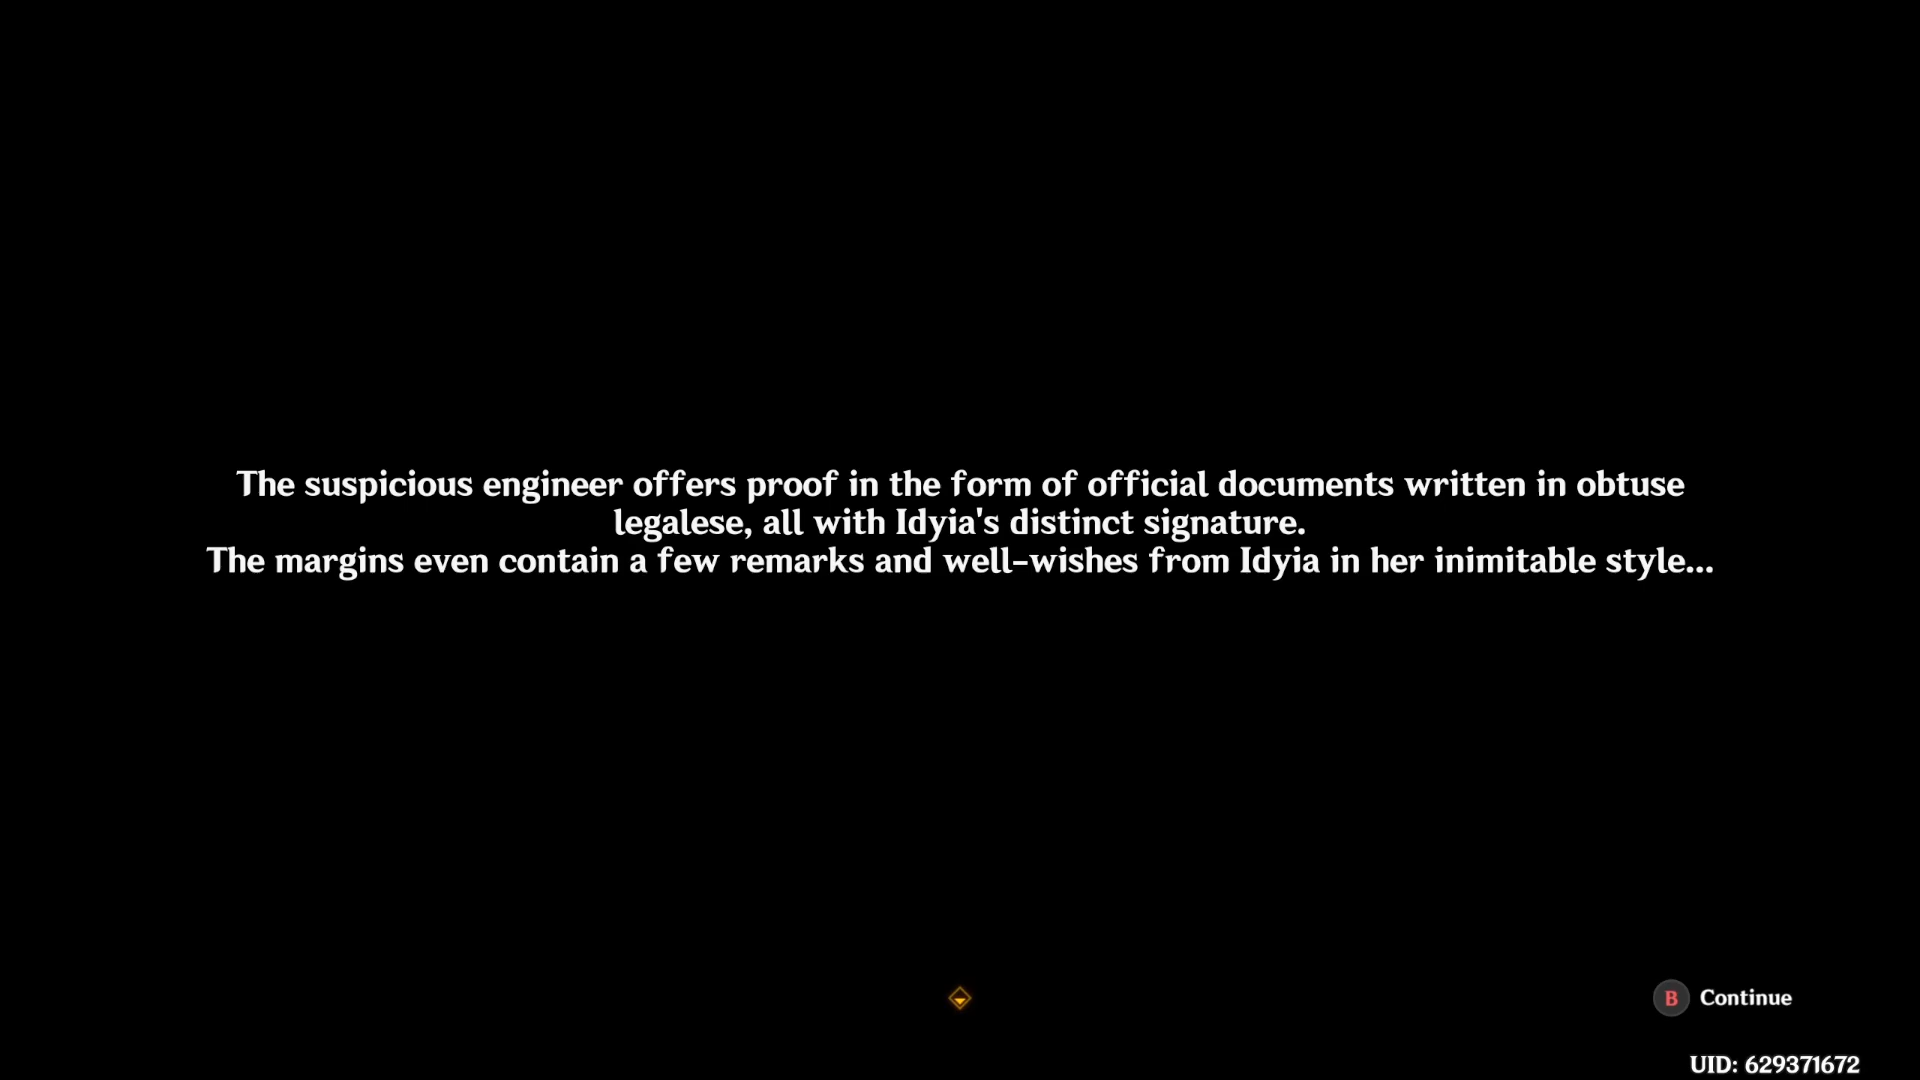 The suspicious engineer offers proof in the form of official documents written in obtuse
legalese, all with Idyia's distinct signature.
The margins even contain a few remarks and well-wishes from Idyia in her inimitable style...
B Continue
UID: 629371672